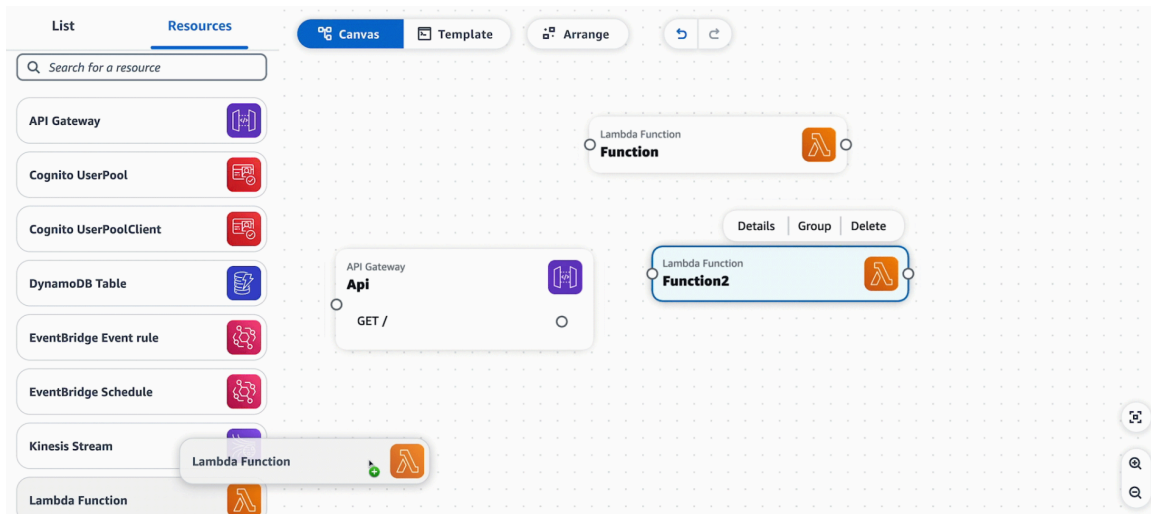 List
Resources
Canvas
Template
Arrange
Search for a resource
API Gateway
Cognito UserPool
Cognito UserPoolClient
DynamoDB Table
EventBridge Event rule
EventBridge Schedule
Kinesis Stream
Lambda Function
Lambda Function
Lambda Function
Function
Details
Group
Delete
Lambda Function
Function2
API Gateway
Api
GET /